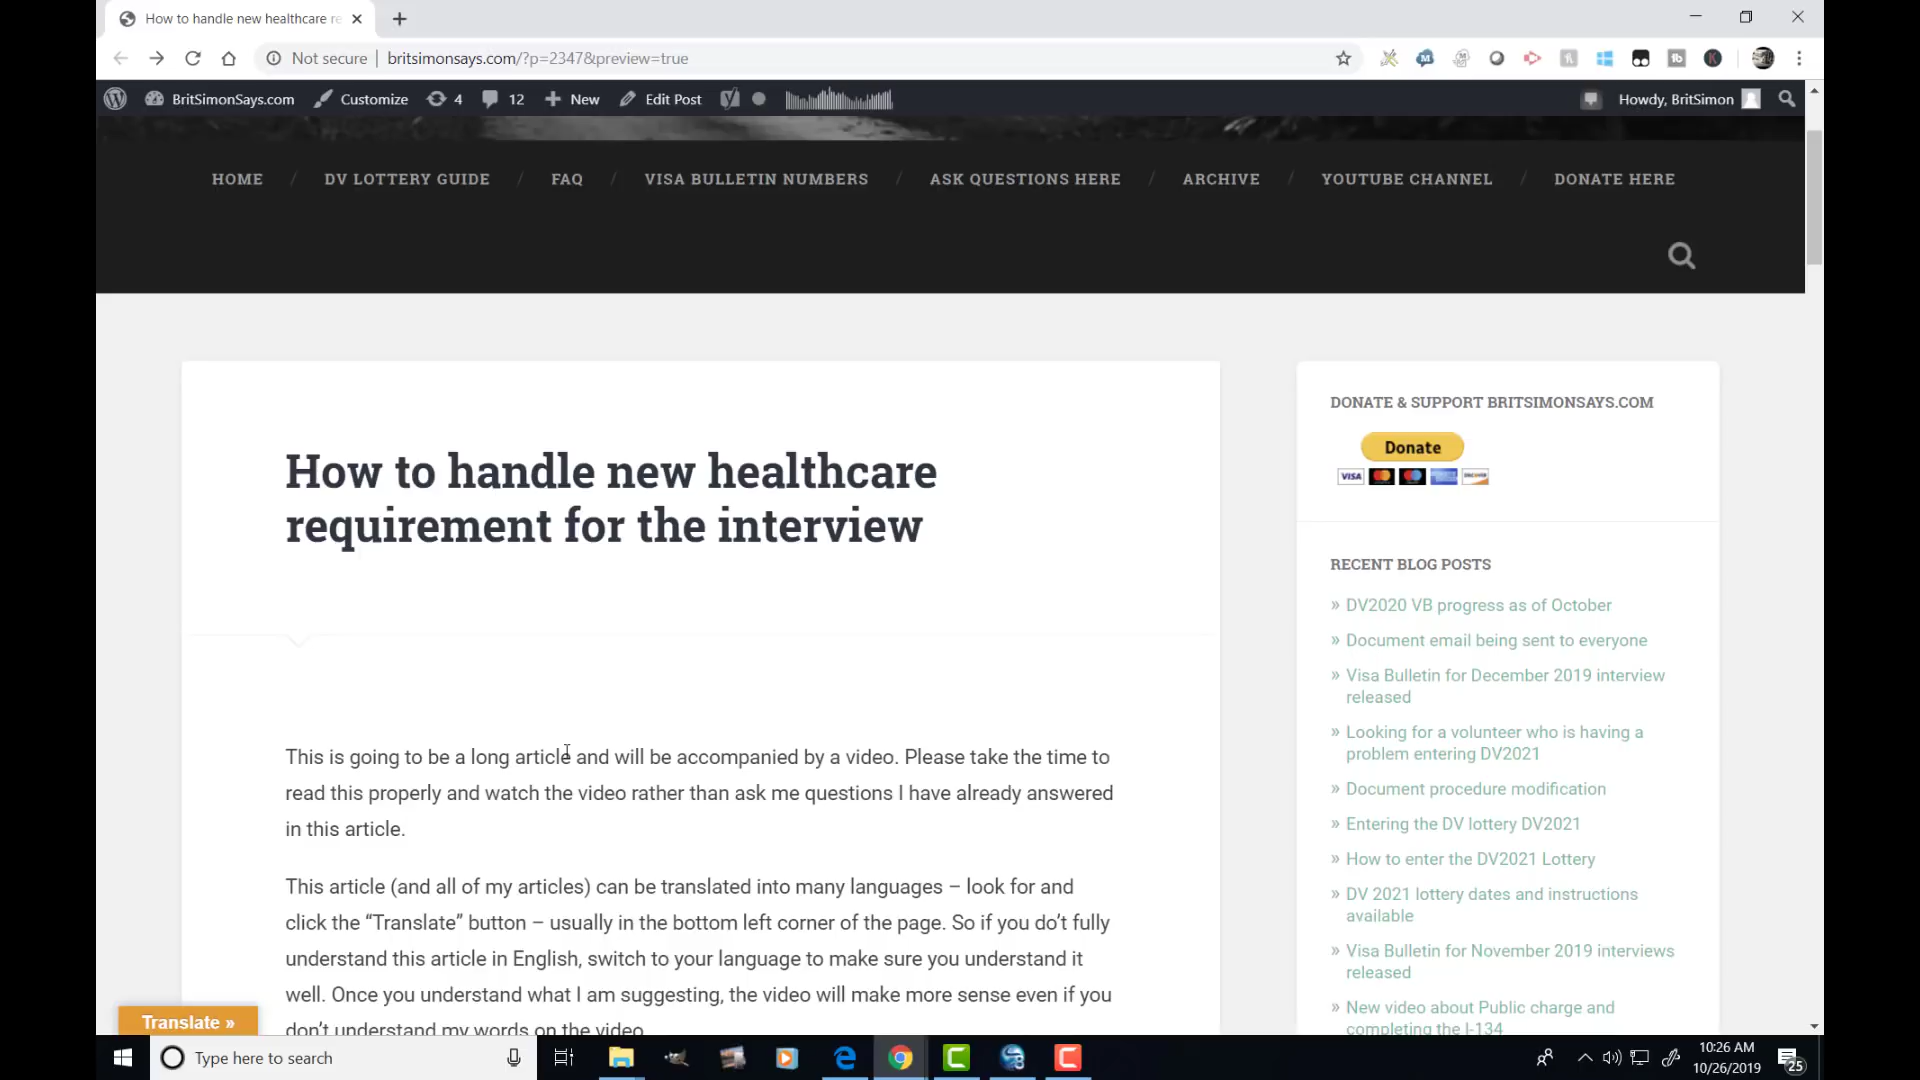 How to handle new healthcare re
Not secure | britsimonsays.com/?p=2347&preview=true
BritSimonSays.com Customize 4 12 New Edit Post Howdy, BritSimon
HOME / DV LOTTERY GUIDE / FAQ / VISA BULLETIN NUMBERS / ASK QUESTIONS HERE / ARCHIVE / YOUTUBE CHANNEL / DONATE HERE
How to handle new healthcare
requirement for the interview
This is going to be a long article and will be accompanied by a video. Please take the time to
read this properly and watch the video rather than ask me questions I have already answered
in this article.
This article (and all of my articles) can be translated into many languages – look for and
click the “Translate” button – usually in the bottom left corner of the page. So if you do’t fully
understand this article in English, switch to your language to make sure you understand it
well. Once you understand what I am suggesting, the video will make more sense even if you
don’t understand my words on the video.
DONATE & SUPPORT BRITSIMONSAYS.COM
Donate
VISA
RECENT BLOG POSTS
» DV2020 VB progress as of October
» Document email being sent to everyone
» Visa Bulletin for December 2019 interview
released
» Looking for a volunteer who is having a
problem entering DV2021
» Document procedure modification
» Entering the DV lottery DV2021
» How to enter the DV2021 Lottery
» DV 2021 lottery dates and instructions
available
» Visa Bulletin for November 2019 interviews
released
» New video about Public charge and
completing the I-134
Translate »
Type here to search
10:26 AM
10/26/2019
25